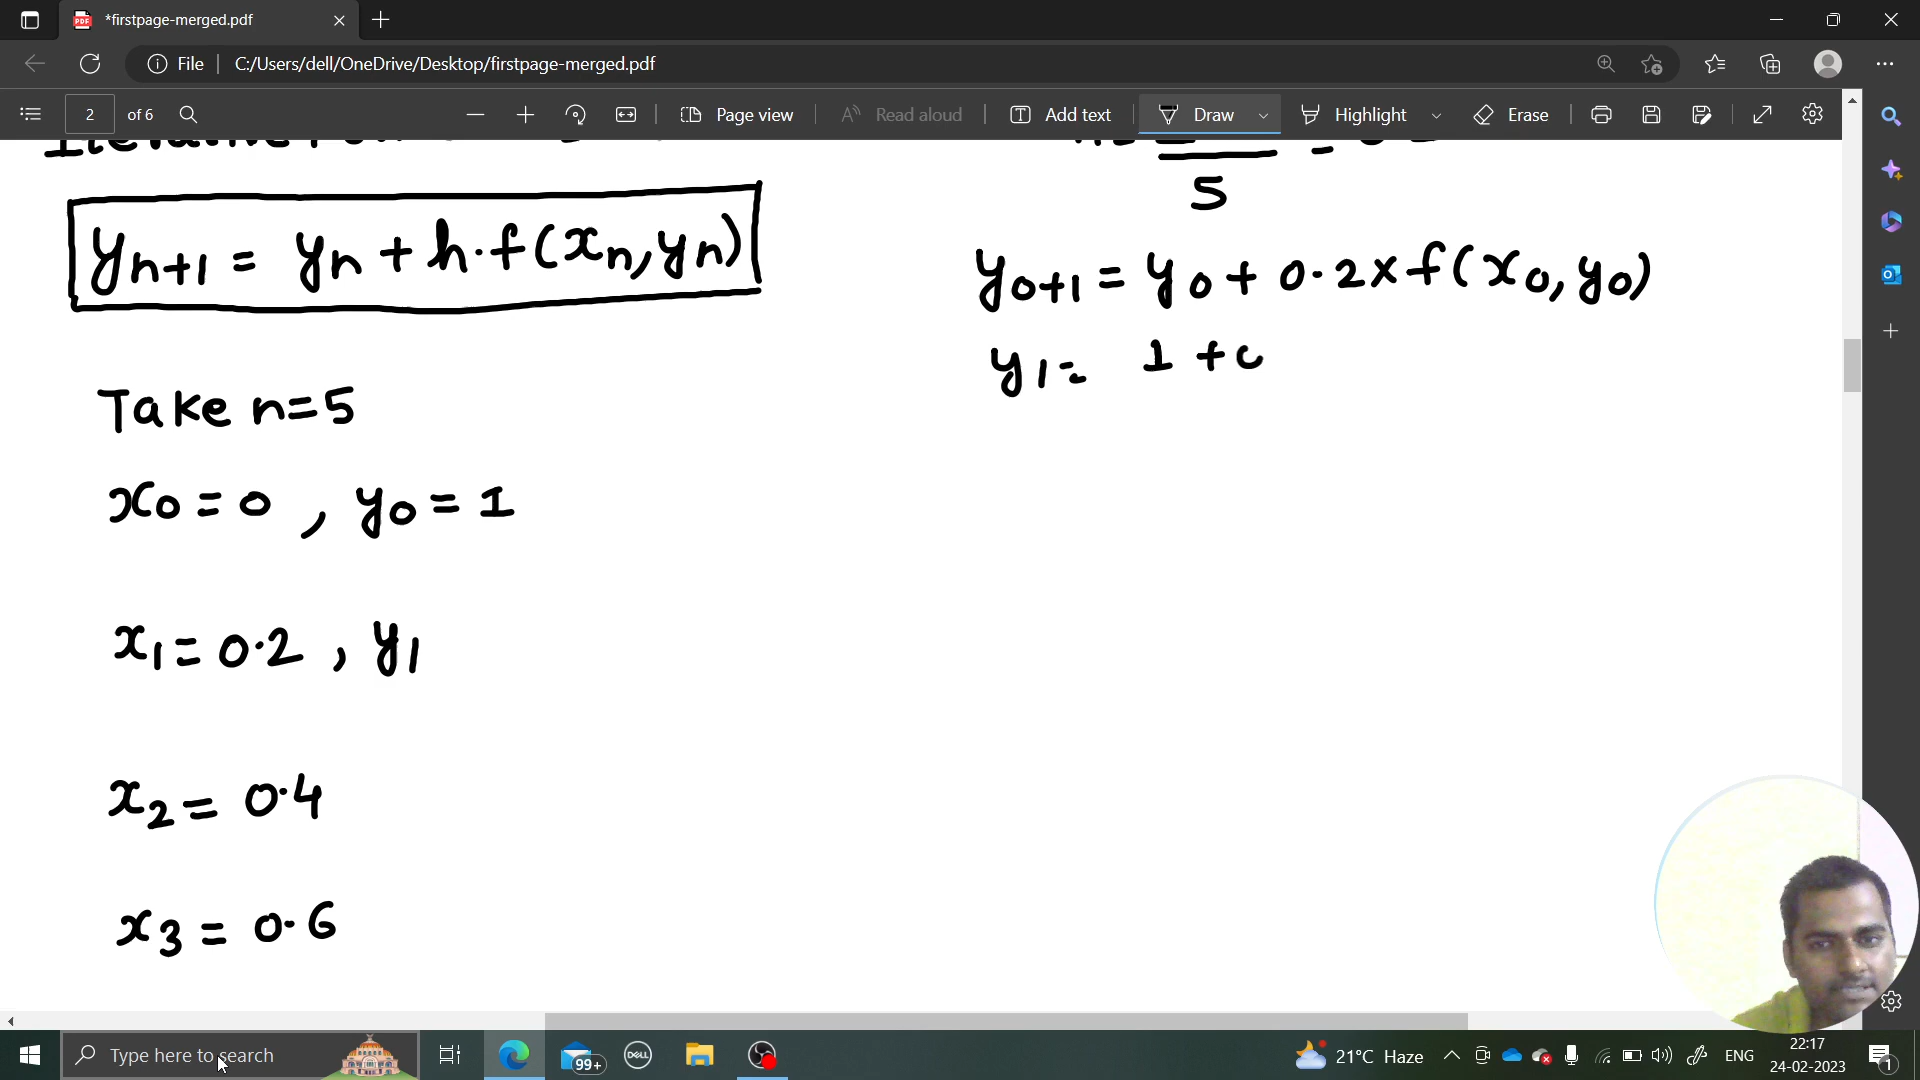 *firstpage-merged.pdf
File | C:/Users/dell/OneDrive/Desktop/firstpage-merged.pdf
2 of 6 Page view Read aloud Add text Draw Highlight Erase
5
yn+1 = yn + h·f(xn, yn)
y0+1 = y0 + 0·2 × f(x0, y0)
y1 = 1 +
Take n=5
x0 = 0 , y0 = 1
x1 = 0·2 , y1
x2 = 0·4
x3 = 0·6
Type here to search
99+
DELL
21°C Haze
ENG
22:17
24-02-2023
1